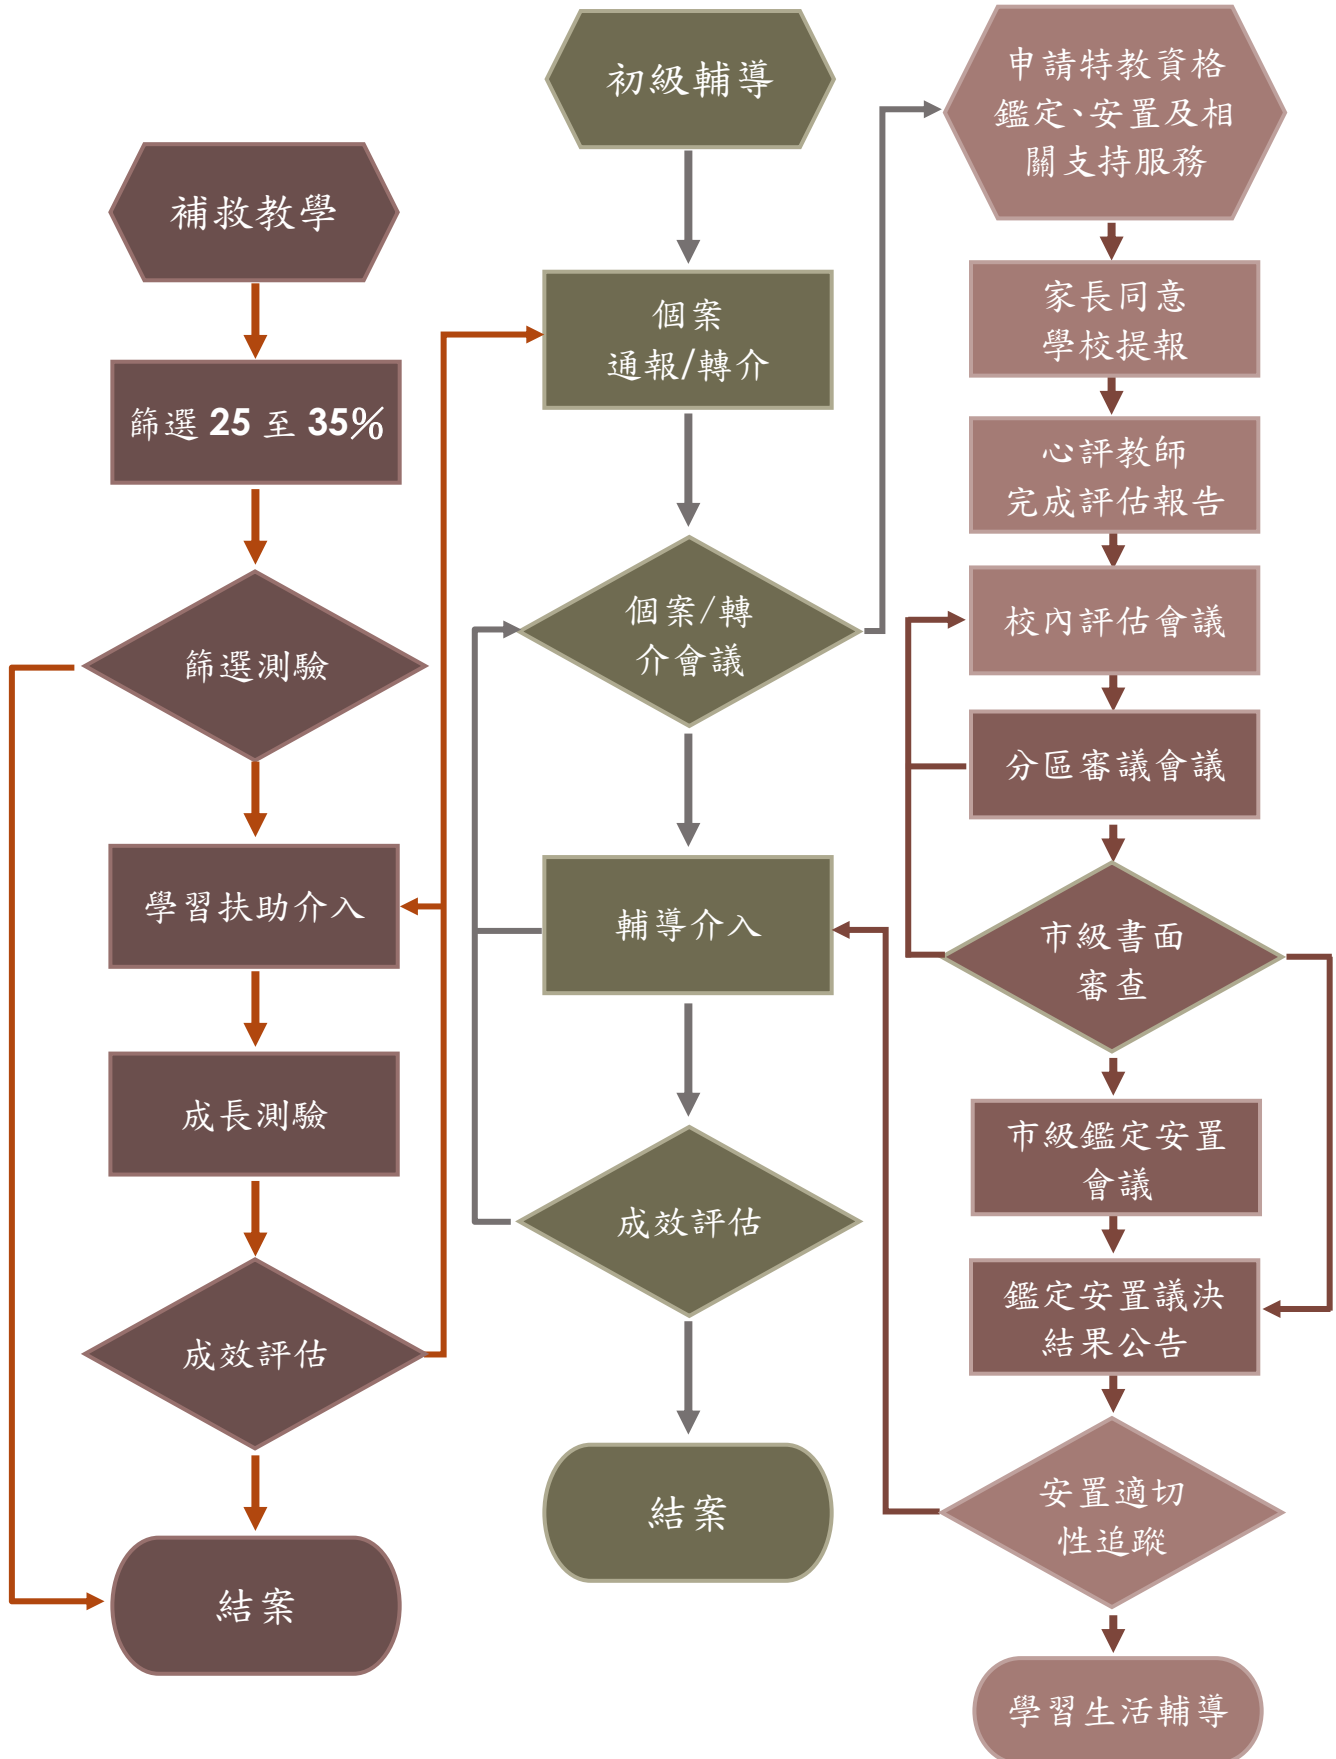 補救教學
篩選 25 至 35%
篩選測驗
學習扶助介入
成長測驗
成效評估
結案
初級輔導
個案
通報/轉介
個案/轉
介會議
輔導介入
成效評估
結案
申請特教資格
鑑定、安置及相
關支持服務
家長同意
學校提報
心評教師
完成評估報告
校內評估會議
分區審議會議
市級書面
審查
市級鑑定安置
會議
鑑定安置議決
結果公告
安置適切
性追蹤
學習生活輔導